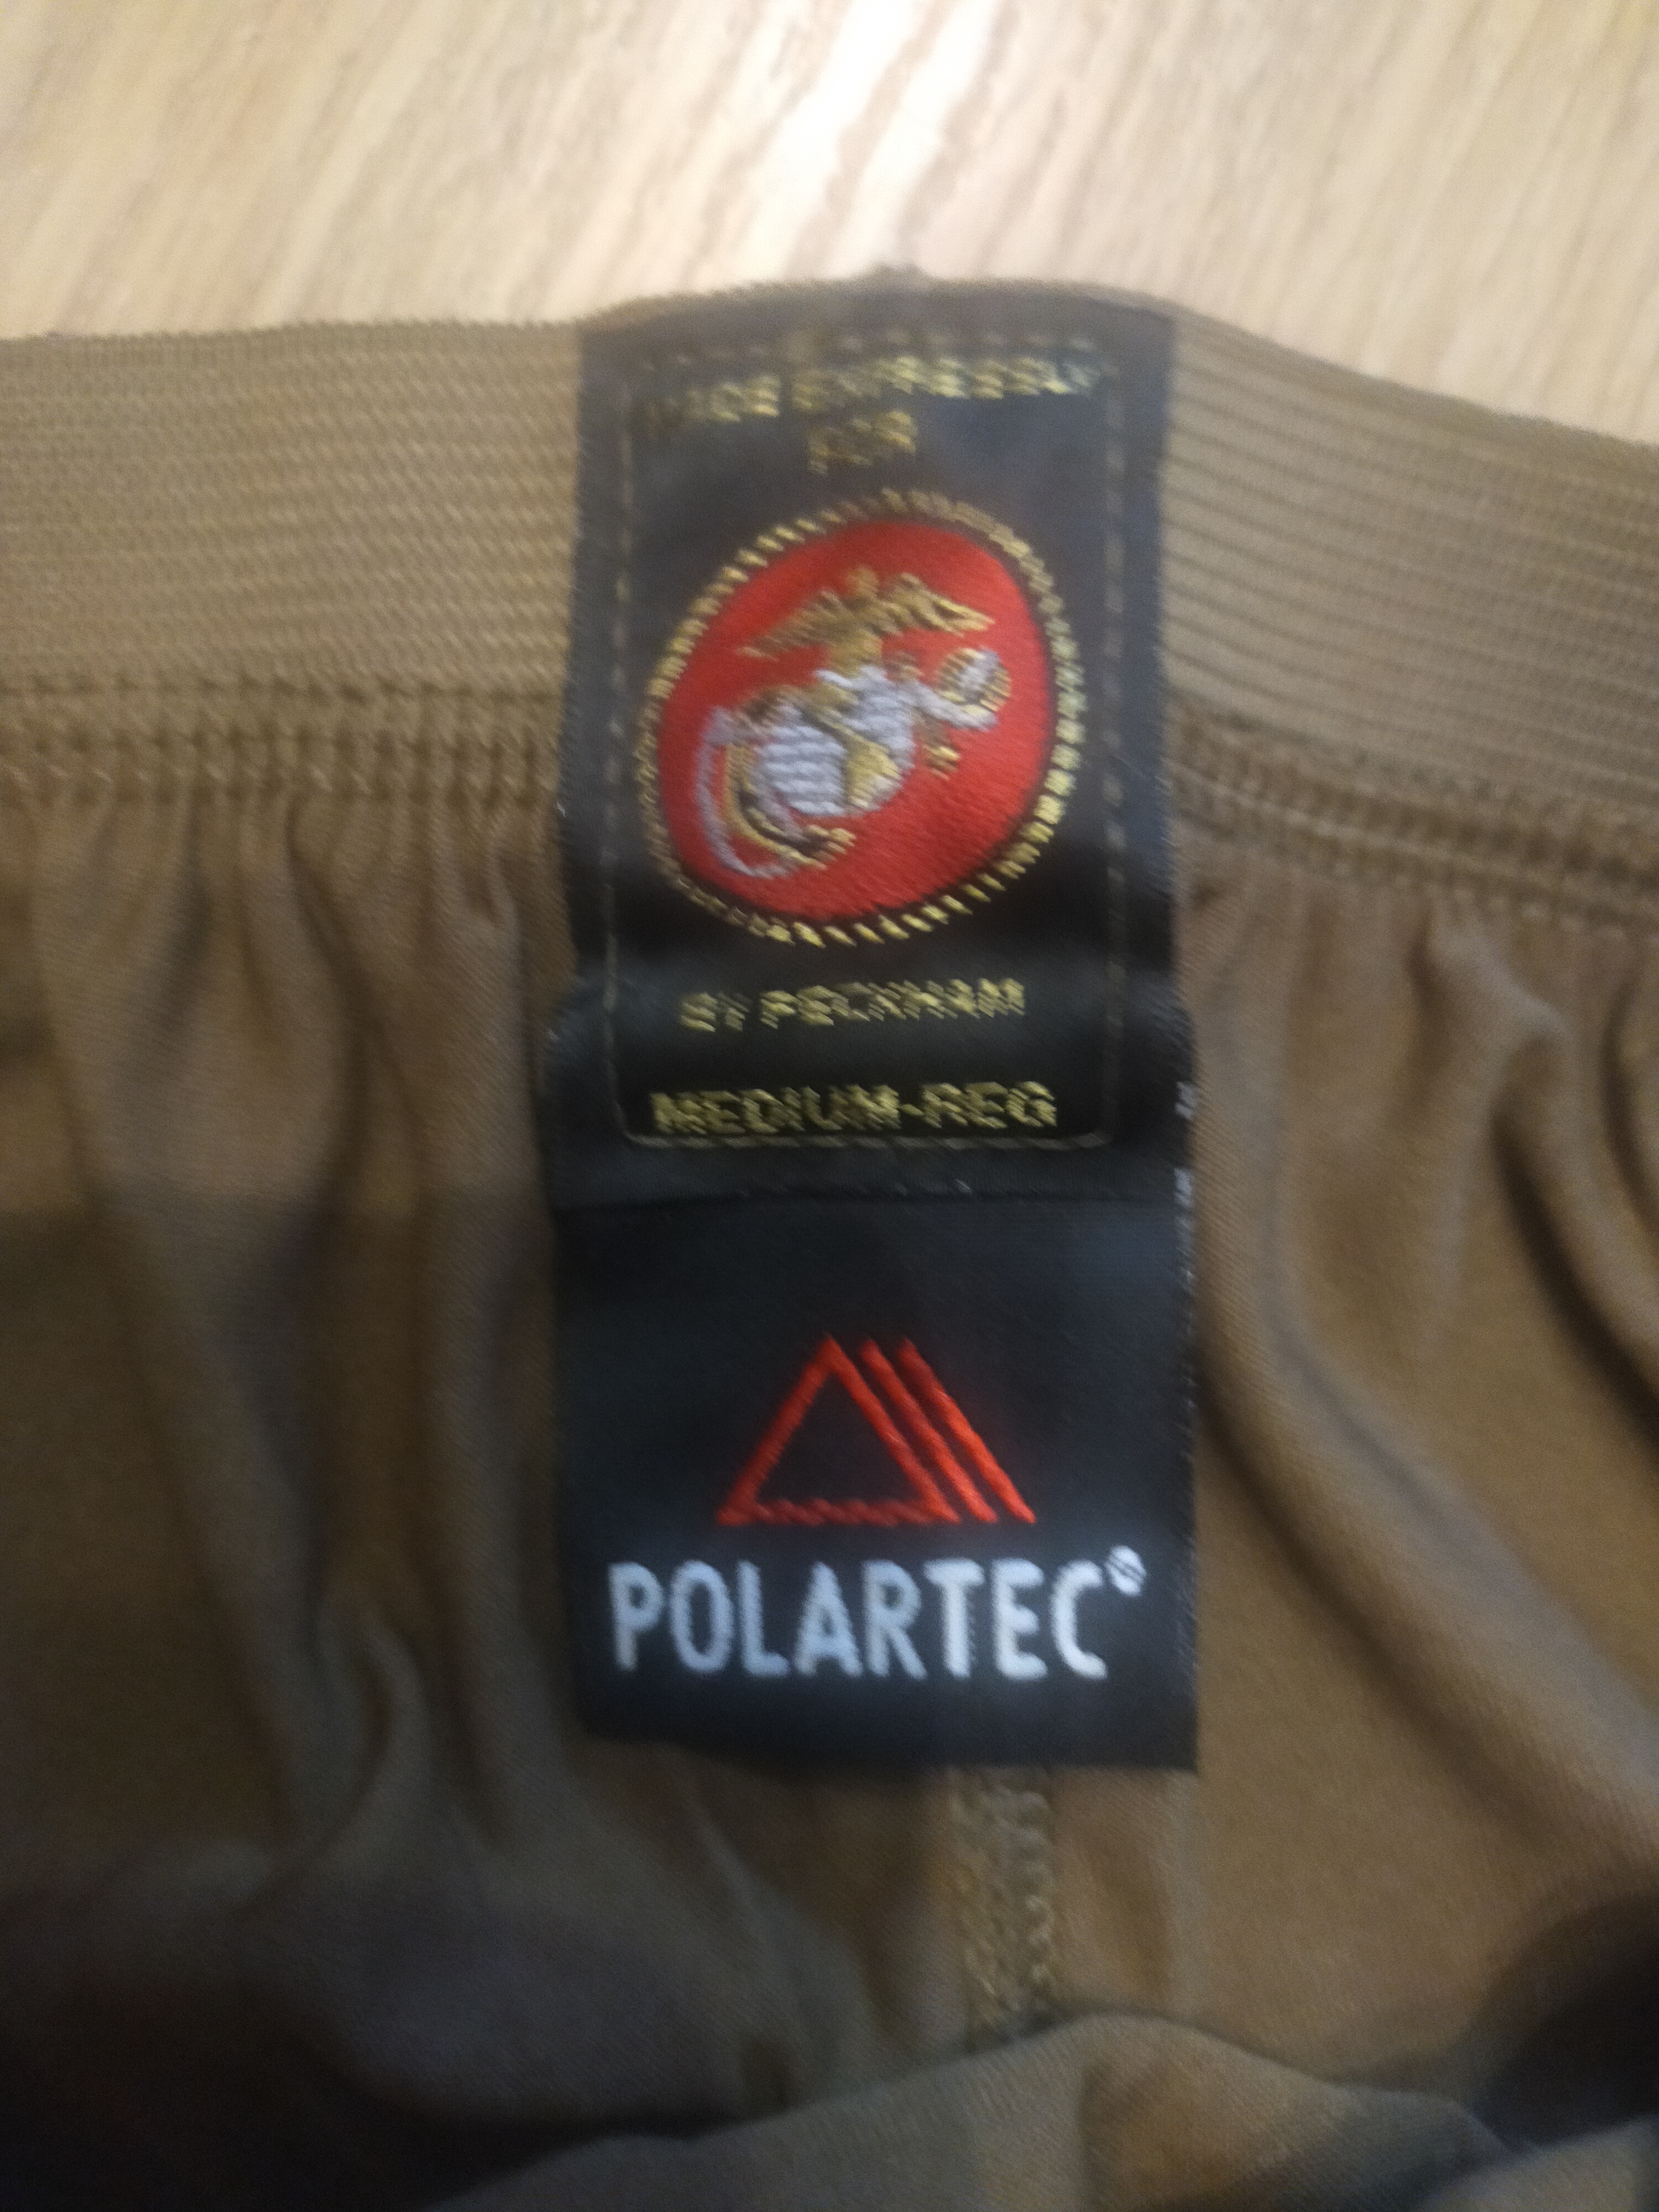 MADE EXPRESSLY
FOR
BY PECKHAM
MEDIUM-REG
POLARTEC®